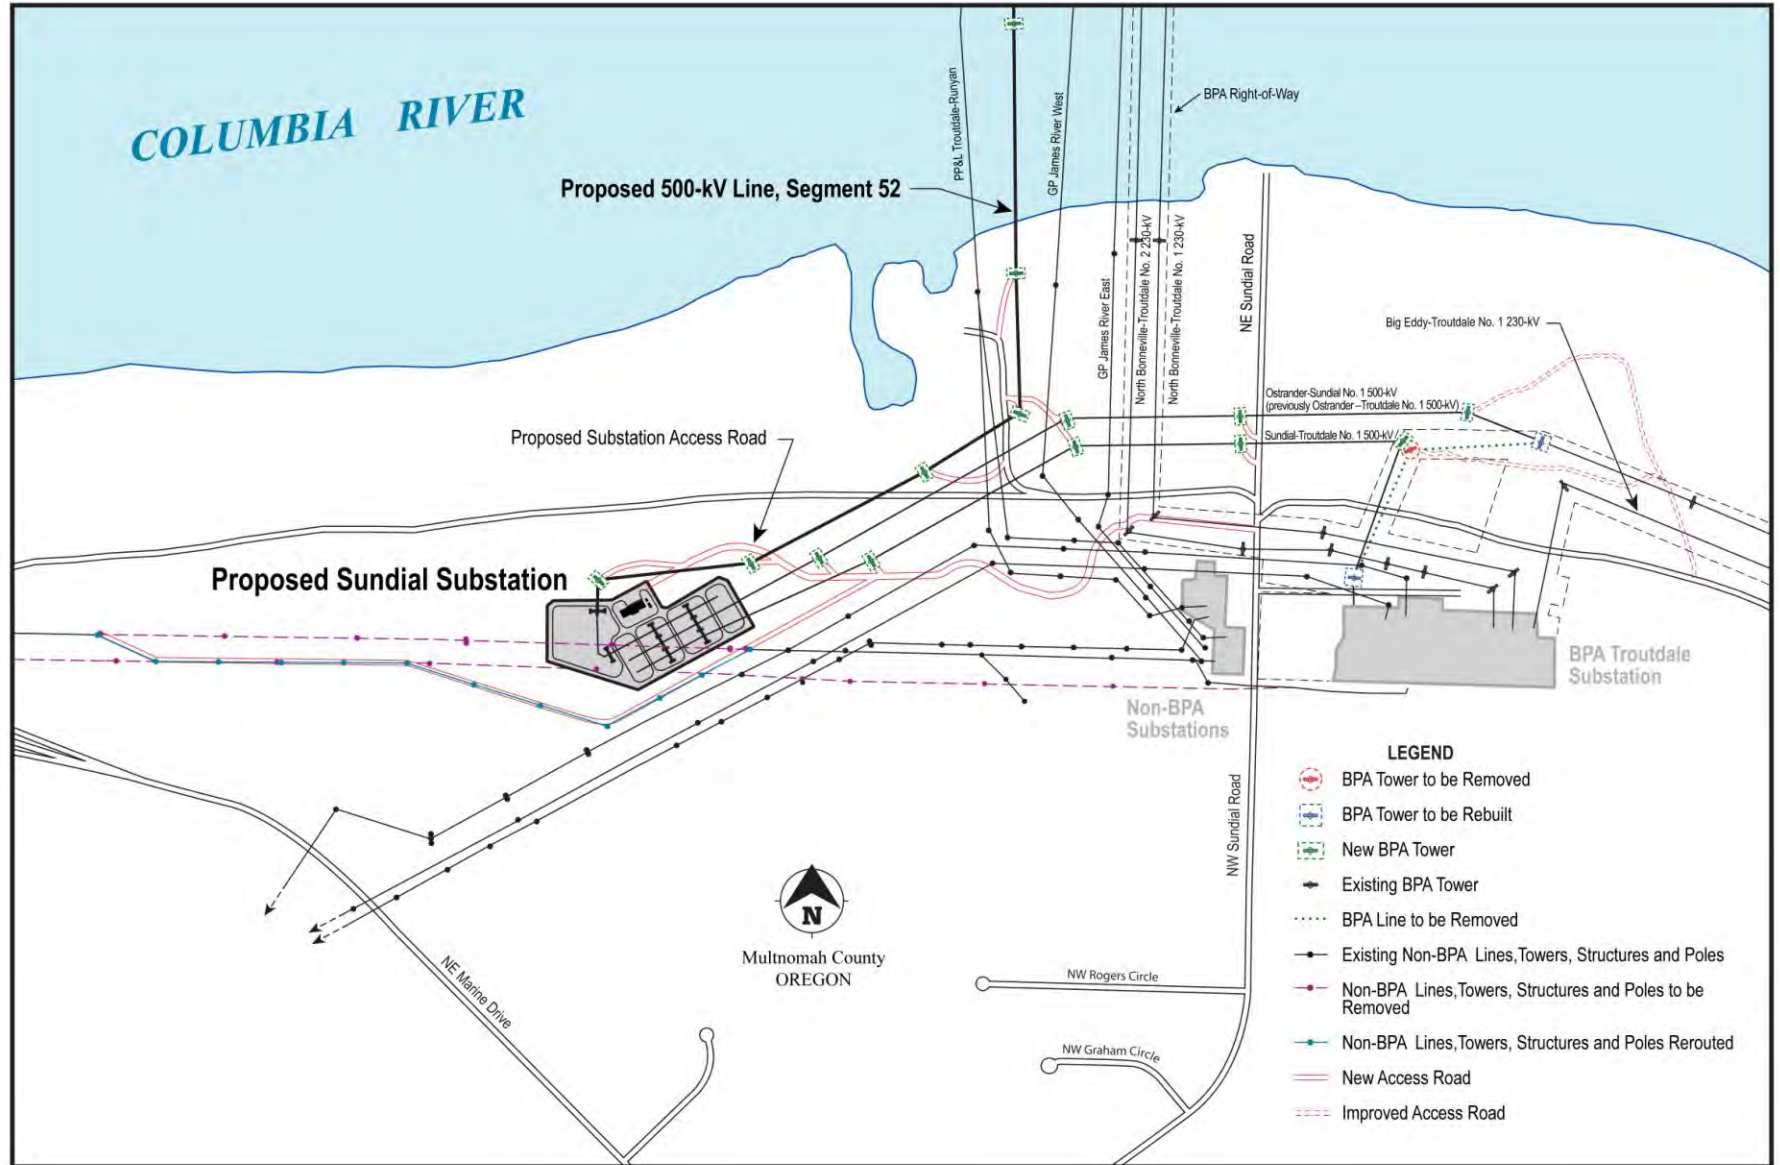 COLUMBIA RIVER
BPA Right-of-Way
PP&L Troutdale-Runyan
GP James River West
Proposed 500-kV Line, Segment 52
GP James River East
North Bonneville-Troutdale No. 2 230-kV
North Bonneville-Troutdale No. 1 230-kV
NE Sundial Road
Big Eddy-Troutdale No. 1 230-kV
Ostrander-Sundial No. 1 500-kV
(previously Ostrander –Troutdale No. 1 500-kV)
Sundial-Troutdale No. 1 500-kV
Proposed Substation Access Road
Proposed Sundial Substation
BPA Troutdale
Substation
Non-BPA
Substations
NW Sundial Road
NE Marine Drive
N
Multnomah County
OREGON
NW Rogers Circle
NW Graham Circle
LEGEND
BPA Tower to be Removed
BPA Tower to be Rebuilt
New BPA Tower
Existing BPA Tower
BPA Line to be Removed
Existing Non-BPA Lines,Towers, Structures and Poles
Non-BPA Lines,Towers, Structures and Poles to be
Removed
Non-BPA Lines,Towers, Structures and Poles Rerouted
New Access Road
Improved Access Road